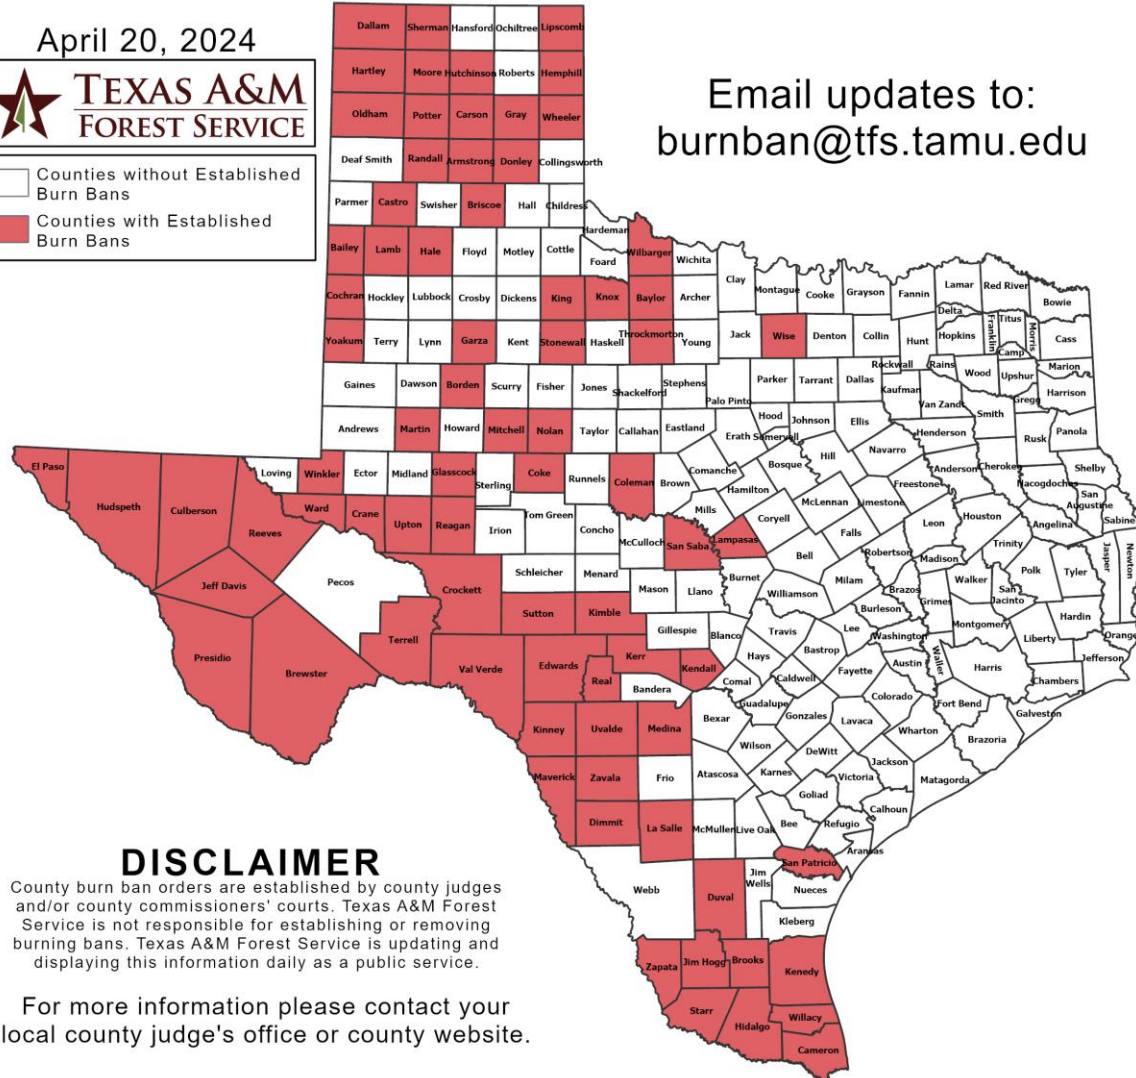 April 20, 2024
TEXAS A&M
FOREST SERVICE
Counties without Established
Burn Bans
Counties with Established
Burn Bans
Email updates to:
burnban@tfs.tamu.edu
Dallam Sherman Hansford Ochiltree Lipscomb
Hartley Moore Hutchinson Roberts Hemphill
Oldham Potter Carson Gray Wheeler
Deaf Smith Randall Armstrong Donley Collingsworth
Parmer Castro Swisher Briscoe Hall Childress
Hardeman
Bailey Lamb Hale Floyd Motley Cottle Foard Wilbarger Wichita
Clay Montague Cooke Grayson Fannin Lamar Red River Bowie
Cochran Hockley Lubbock Crosby Dickens King Knox Baylor Archer
Delta Titus Franklin Morris
Yoakum Terry Lynn Garza Kent Stonewall Haskell Throckmorton Young Jack Wise Denton Collin Hunt Hopkins Cass
Camp
Rockwall Rains Wood Upshur Marion
Gaines Dawson Borden Scurry Fisher Jones Shackelford Stephens Palo Pinto Parker Tarrant Dallas Kaufman Van Zandt Smith Gregg Harrison
Andrews Martin Howard Mitchell Nolan Taylor Callahan Eastland Erath Somervell Hood Johnson Ellis Henderson Rusk Panola
El Paso Hudspeth Culberson Reeves Loving Winkler Ector Midland Glasscock Sterling Coke Runnels Coleman Brown Comanche Bosque Hill Navarro Anderson Cherokee Shelby
Hamilton Freestone Nacogdoches San Augustine
Ward Crane Upton Reagan Irion Tom Green Concho McCulloch San Saba Mills Lampasas Coryell McLennan Limestone Falls Leon Houston Angelina Sabine
Jeff Davis Pecos Crockett Schleicher Menard Mason Llano Burnet Bell Milam Robertson Madison Trinity Polk Tyler Jasper Newton
Sutton Kimble Williamson Brazos Grimes Walker San Jacinto Hardin
Burleson Montgomery Liberty Orange
Presidio Brewster Terrell Val Verde Edwards Kerr Gillespie Blanco Travis Lee Washington Waller Jefferson
Real Kendall Hays Bastrop Austin Harris Chambers
Bandera Comal Caldwell Fayette Colorado Fort Bend Galveston
Kinney Uvalde Medina Bexar Guadalupe Gonzales Lavaca Wharton Brazoria
Wilson DeWitt Jackson
Maverick Zavala Frio Atascosa Karnes Victoria Matagorda
Goliad Calhoun
Dimmit La Salle McMullen Live Oak Bee Refugio
Aransas
San Patricio
Webb Duval Jim Wells Nueces
Kleberg
Zapata Jim Hogg Brooks Kenedy
Starr Hidalgo Willacy
Cameron
DISCLAIMER
County burn ban orders are established by county judges
and/or county commissioners' courts. Texas A&M Forest
Service is not responsible for establishing or removing
burning bans. Texas A&M Forest Service is updating and
displaying this information daily as a public service.
For more information please contact your
local county judge's office or county website.